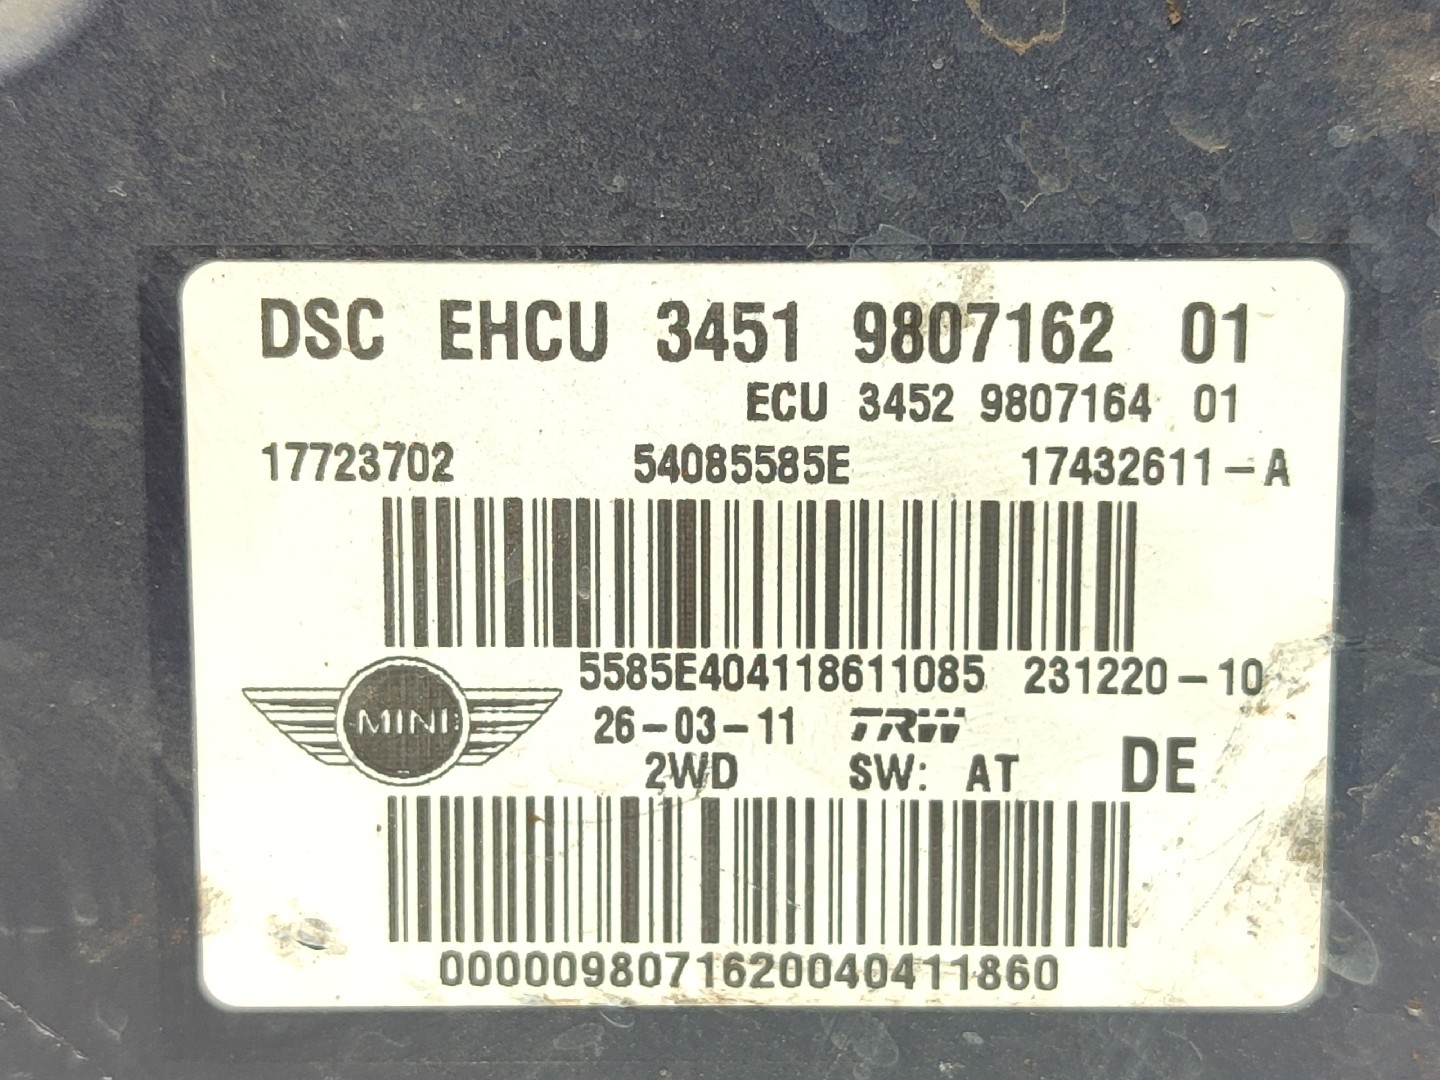 DSC EHCU 3451 9807162 01
ECU 3452 9807164 01
17723702 54085585E 17432611-A
5585E404118611085 231220-10
MINI
26-03-11 TRW
2WD SW: AT DE
0000098071620040411860